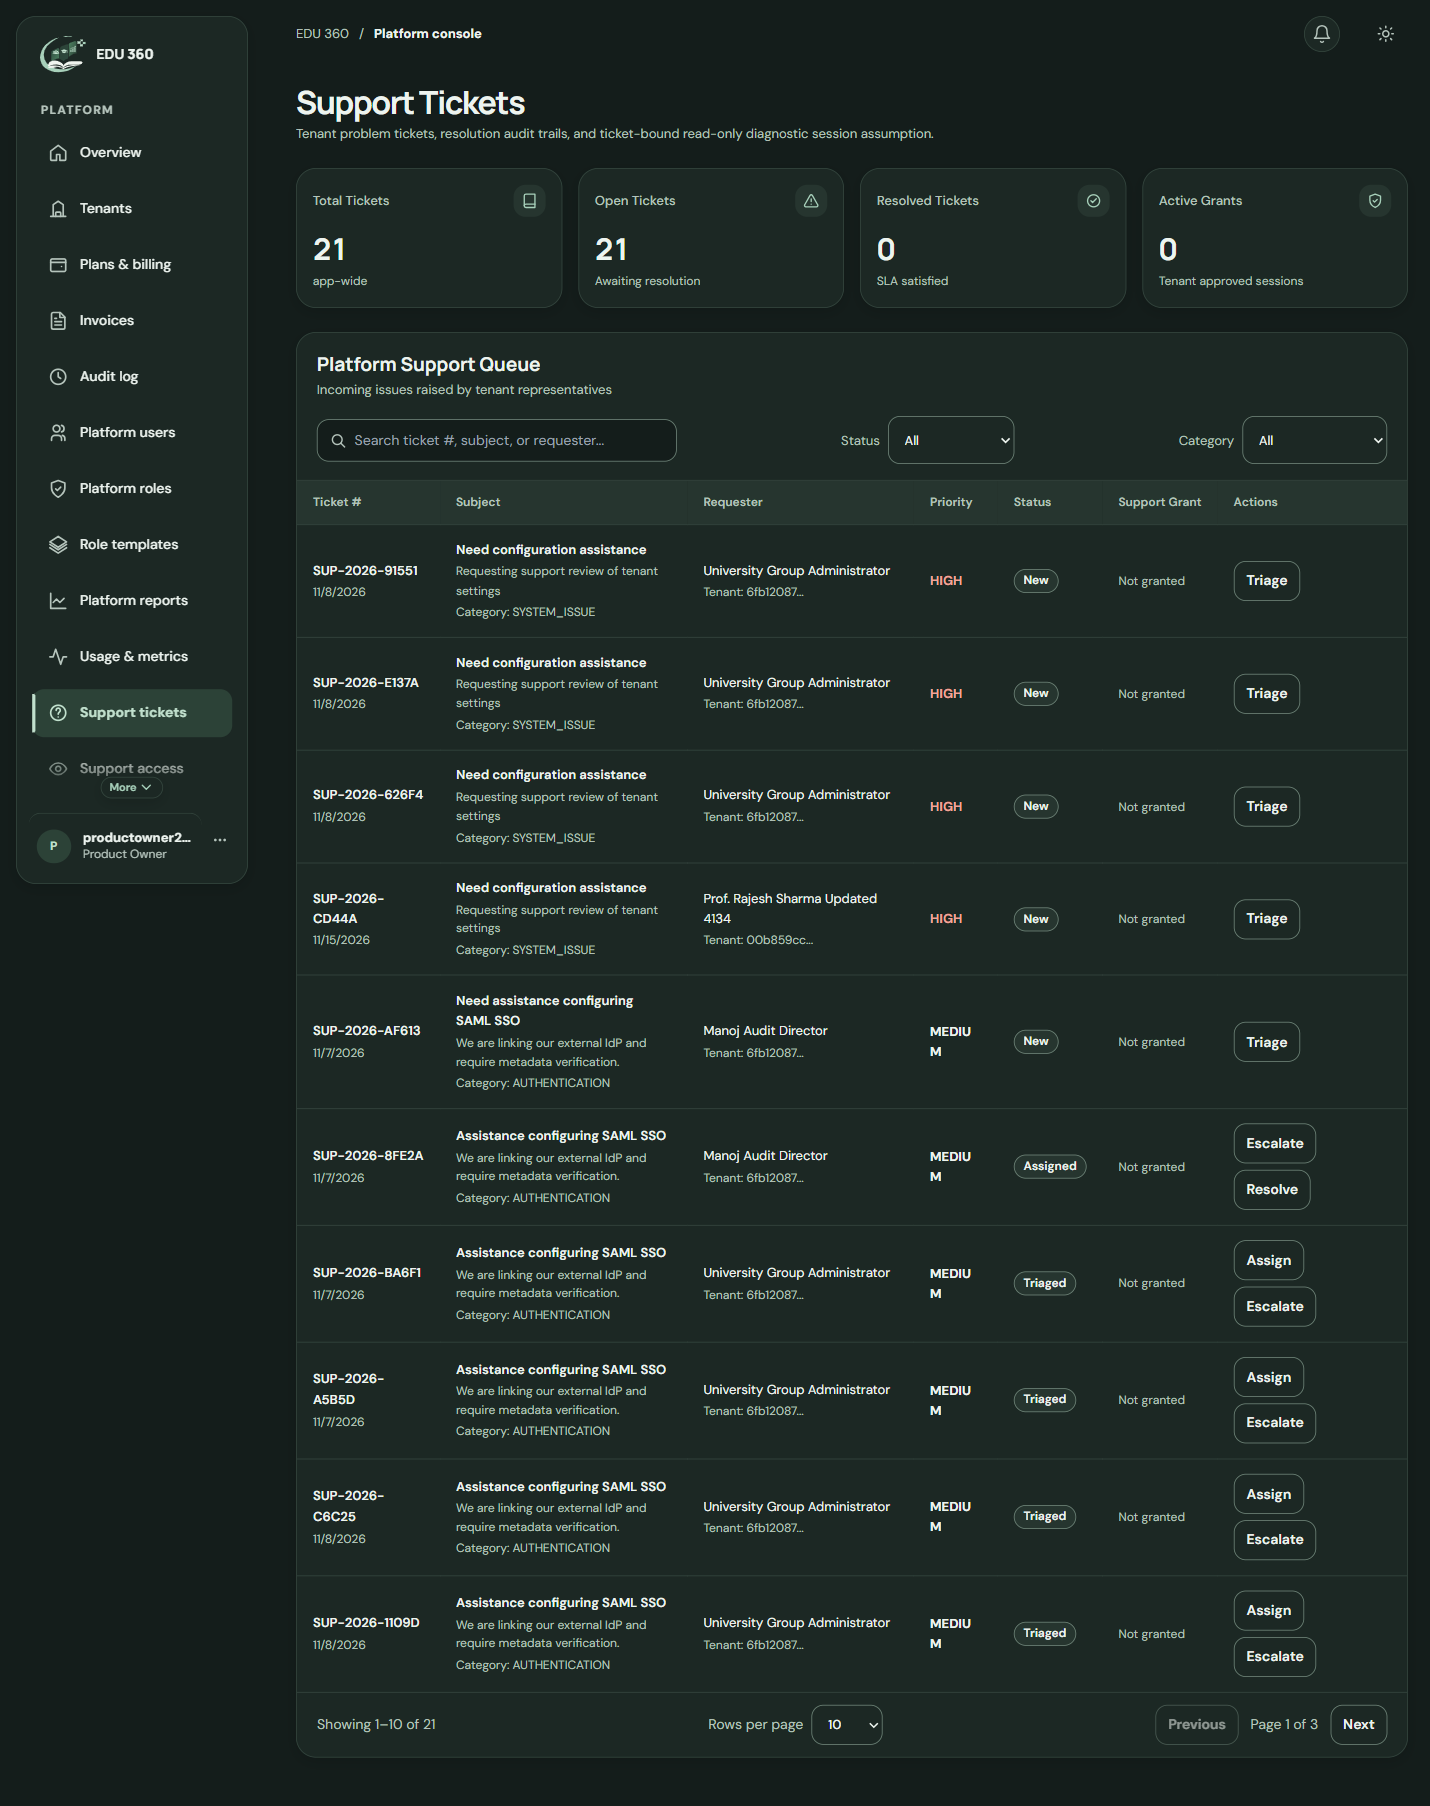 EDU 360
PLATFORM
Overview
Tenants
Plans & billing
Invoices
Audit log
Platform users
Platform roles
Role templates
Platform reports
Usage & metrics
Support tickets
Support access
More
P
productowner2...
Product Owner
...
EDU 360 / Platform console
Support Tickets
Tenant problem tickets, resolution audit trails, and ticket-bound read-only diagnostic session assumption.
Total Tickets
21
app-wide
Open Tickets
21
Awaiting resolution
Resolved Tickets
0
SLA satisfied
Active Grants
0
Tenant approved sessions
Platform Support Queue
Incoming issues raised by tenant representatives
Search ticket #, subject, or requester...
Status All
Category All
Ticket # Subject Requester Priority Status Support Grant Actions
SUP-2026-91551
11/8/2026
Need configuration assistance
Requesting support review of tenant
settings
Category: SYSTEM_ISSUE
University Group Administrator
Tenant: 6fb12087...
HIGH
New
Not granted
Triage
SUP-2026-E137A
11/8/2026
Need configuration assistance
Requesting support review of tenant
settings
Category: SYSTEM_ISSUE
University Group Administrator
Tenant: 6fb12087...
HIGH
New
Not granted
Triage
SUP-2026-626F4
11/8/2026
Need configuration assistance
Requesting support review of tenant
settings
Category: SYSTEM_ISSUE
University Group Administrator
Tenant: 6fb12087...
HIGH
New
Not granted
Triage
SUP-2026-
CD44A
11/15/2026
Need configuration assistance
Requesting support review of tenant
settings
Category: SYSTEM_ISSUE
Prof. Rajesh Sharma Updated
4134
Tenant: 00b859cc...
HIGH
New
Not granted
Triage
SUP-2026-AF613
11/7/2026
Need assistance configuring
SAML SSO
We are linking our external IdP and
require metadata verification.
Category: AUTHENTICATION
Manoj Audit Director
Tenant: 6fb12087...
MEDIU
M
New
Not granted
Triage
SUP-2026-8FE2A
11/7/2026
Assistance configuring SAML SSO
We are linking our external IdP and
require metadata verification.
Category: AUTHENTICATION
Manoj Audit Director
Tenant: 6fb12087...
MEDIU
M
Assigned
Not granted
Escalate
Resolve
SUP-2026-BA6F1
11/7/2026
Assistance configuring SAML SSO
We are linking our external IdP and
require metadata verification.
Category: AUTHENTICATION
University Group Administrator
Tenant: 6fb12087...
MEDIU
M
Triaged
Not granted
Assign
Escalate
SUP-2026-
A5B5D
11/7/2026
Assistance configuring SAML SSO
We are linking our external IdP and
require metadata verification.
Category: AUTHENTICATION
University Group Administrator
Tenant: 6fb12087...
MEDIU
M
Triaged
Not granted
Assign
Escalate
SUP-2026-
C6C25
11/8/2026
Assistance configuring SAML SSO
We are linking our external IdP and
require metadata verification.
Category: AUTHENTICATION
University Group Administrator
Tenant: 6fb12087...
MEDIU
M
Triaged
Not granted
Assign
Escalate
SUP-2026-1109D
11/8/2026
Assistance configuring SAML SSO
We are linking our external IdP and
require metadata verification.
Category: AUTHENTICATION
University Group Administrator
Tenant: 6fb12087...
MEDIU
M
Triaged
Not granted
Assign
Escalate
Showing 1–10 of 21
Rows per page 10
Previous Page 1 of 3 Next